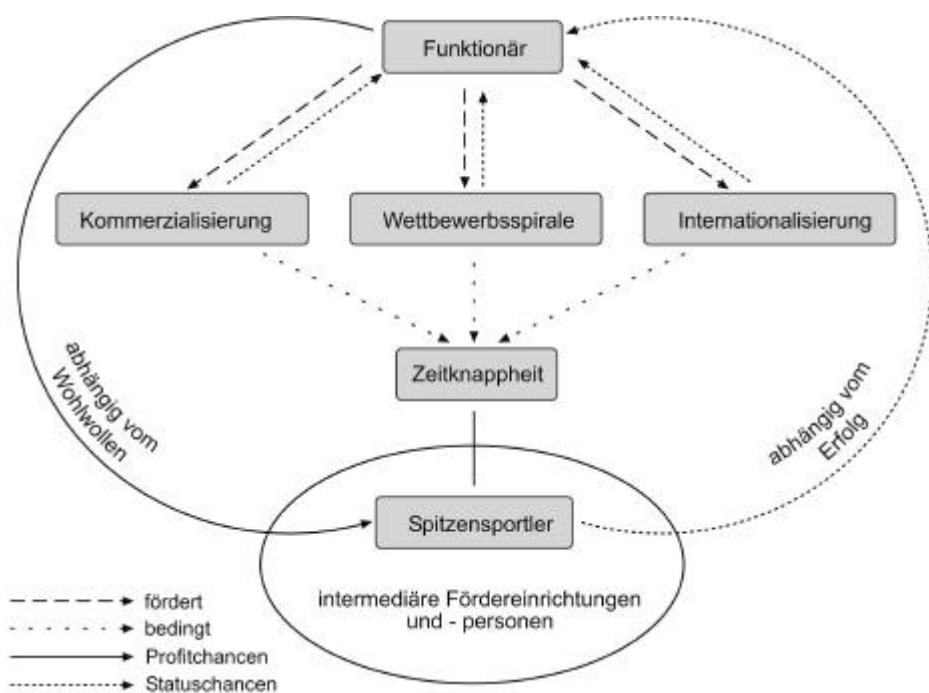 Funktionär
Kommerzialisierung
Wettbewerbsspirale
Internationalisierung
Zeitknappheit
abhängig vom
Wohlwollen
abhängig vom
Erfolg
Spitzensportler
intermediäre Fördereinrichtungen
und - personen
fördert
bedingt
Profitchancen
Statuschancen